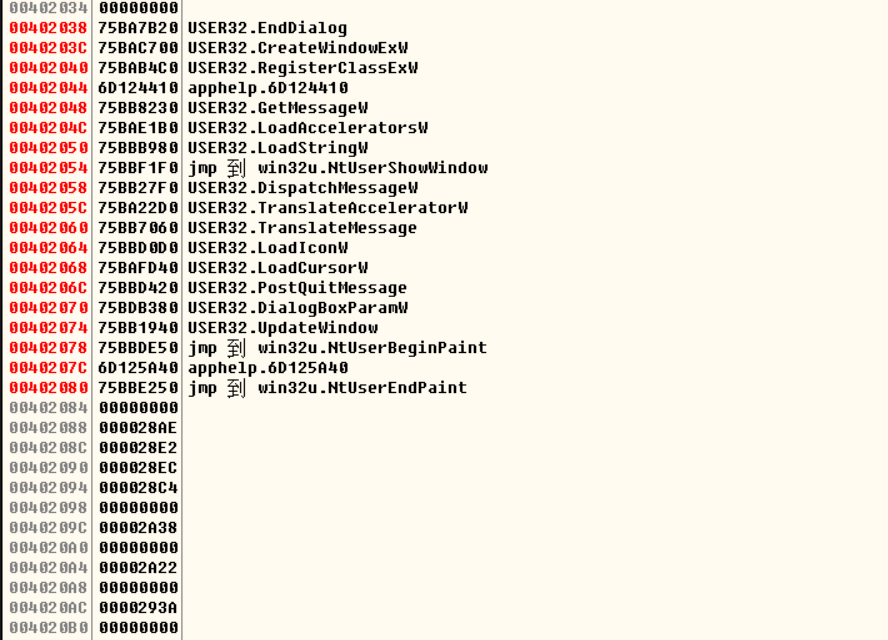 00402034 00000000
00402038 75BA7B20 USER32.EndDialog
0040203C 75BAC700 USER32.CreateWindowExW
00402040 75BAB4C0 USER32.RegisterClassExW
00402044 6D124410 apphelp.6D124410
00402048 75BB8230 USER32.GetMessageW
0040204C 75BAE1B0 USER32.LoadAcceleratorsW
00402050 75BBB980 USER32.LoadStringW
00402054 75BBF1F0 jmp 到 win32u.NtUserShowWindow
00402058 75BB27F0 USER32.DispatchMessageW
0040205C 75BA22D0 USER32.TranslateAcceleratorW
00402060 75BB7060 USER32.TranslateMessage
00402064 75BBD0D0 USER32.LoadIconW
00402068 75BAFD40 USER32.LoadCursorW
0040206C 75BBD420 USER32.PostQuitMessage
00402070 75BDB380 USER32.DialogBoxParamW
00402074 75BB1940 USER32.UpdateWindow
00402078 75BBDE50 jmp 到 win32u.NtUserBeginPaint
0040207C 6D125A40 apphelp.6D125A40
00402080 75BBE250 jmp 到 win32u.NtUserEndPaint
00402084 00000000
00402088 000028AE
0040208C 000028E2
00402090 000028EC
00402094 000028C4
00402098 00000000
0040209C 00002A38
004020A0 00000000
004020A4 00002A22
004020A8 00000000
004020AC 0000293A
004020B0 00000000